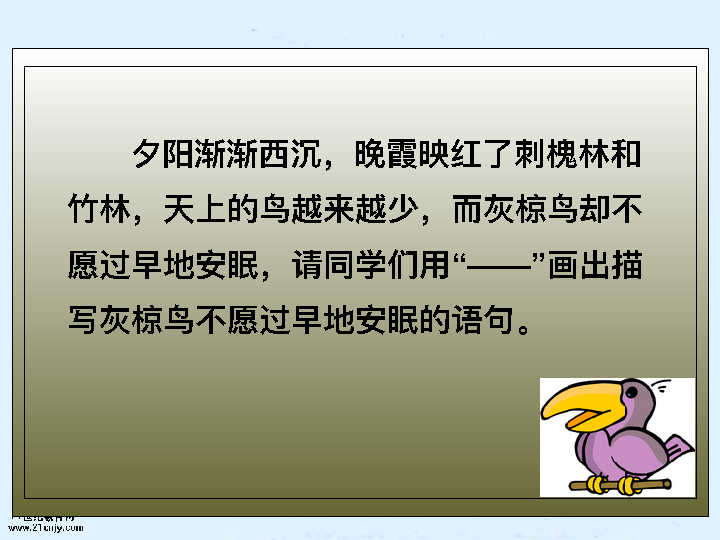 夕阳渐渐西沉，晚霞映红了刺槐林和
竹林，天上的鸟越来越少，而灰椋鸟却不
愿过早地安眠，请同学们用“——”画出描
写灰椋鸟不愿过早地安眠的语句。
www.21cnjy.com